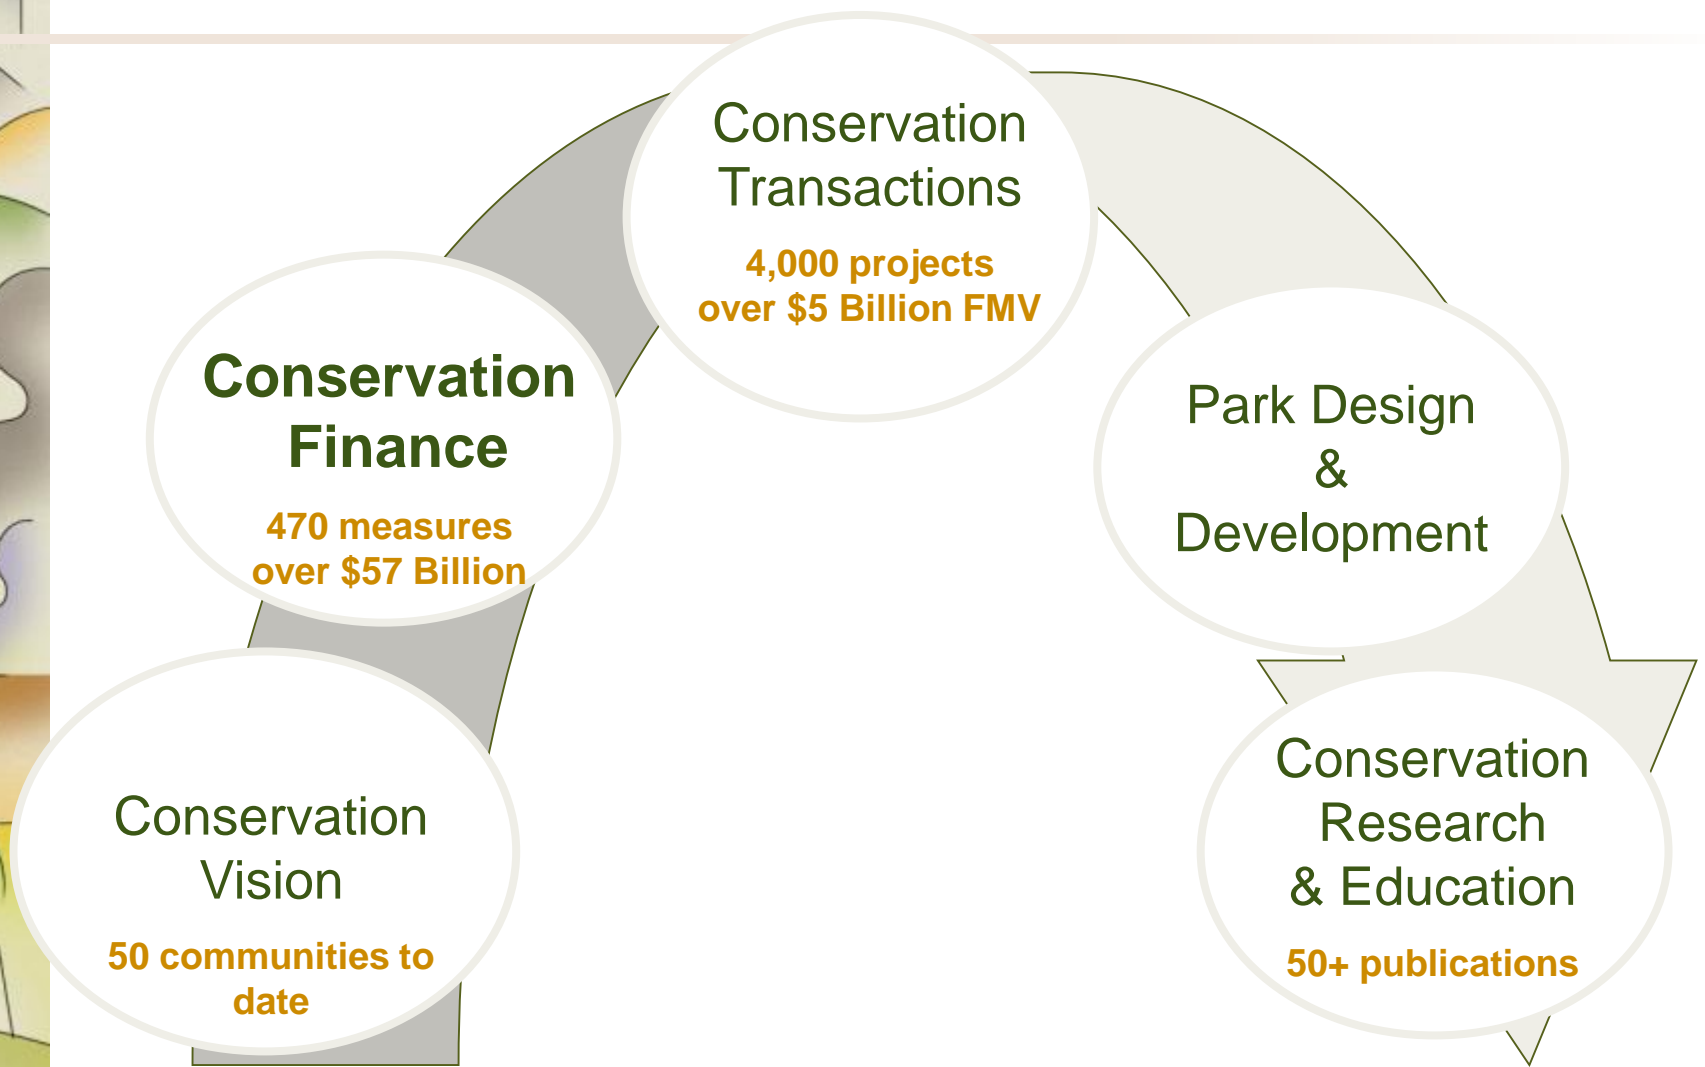 Conservation
Vision
50 communities to
date
Conservation
Finance
470 measures
over $57 Billion
Conservation
Transactions
4,000 projects
over $5 Billion FMV
Park Design
&
Development
Conservation
Research
& Education
50+ publications